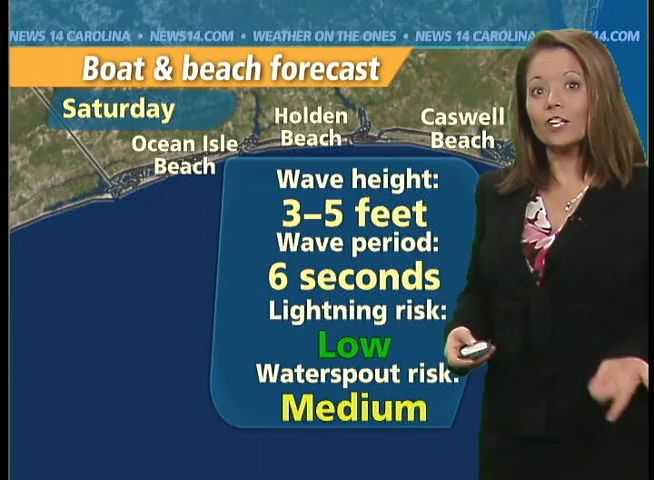 NEWS 14 CAROLINA • NEWS14.COM • WEATHER ON THE ONES • NEWS 14 CAROLINA 14.COM
Boat & beach forecast
Saturday
Holden
Beach
Caswell
Beach
Ocean Isle
Beach
Wave height:
3–5 feet
Wave period:
6 seconds
Lightning risk:
Low
Waterspout risk:
Medium